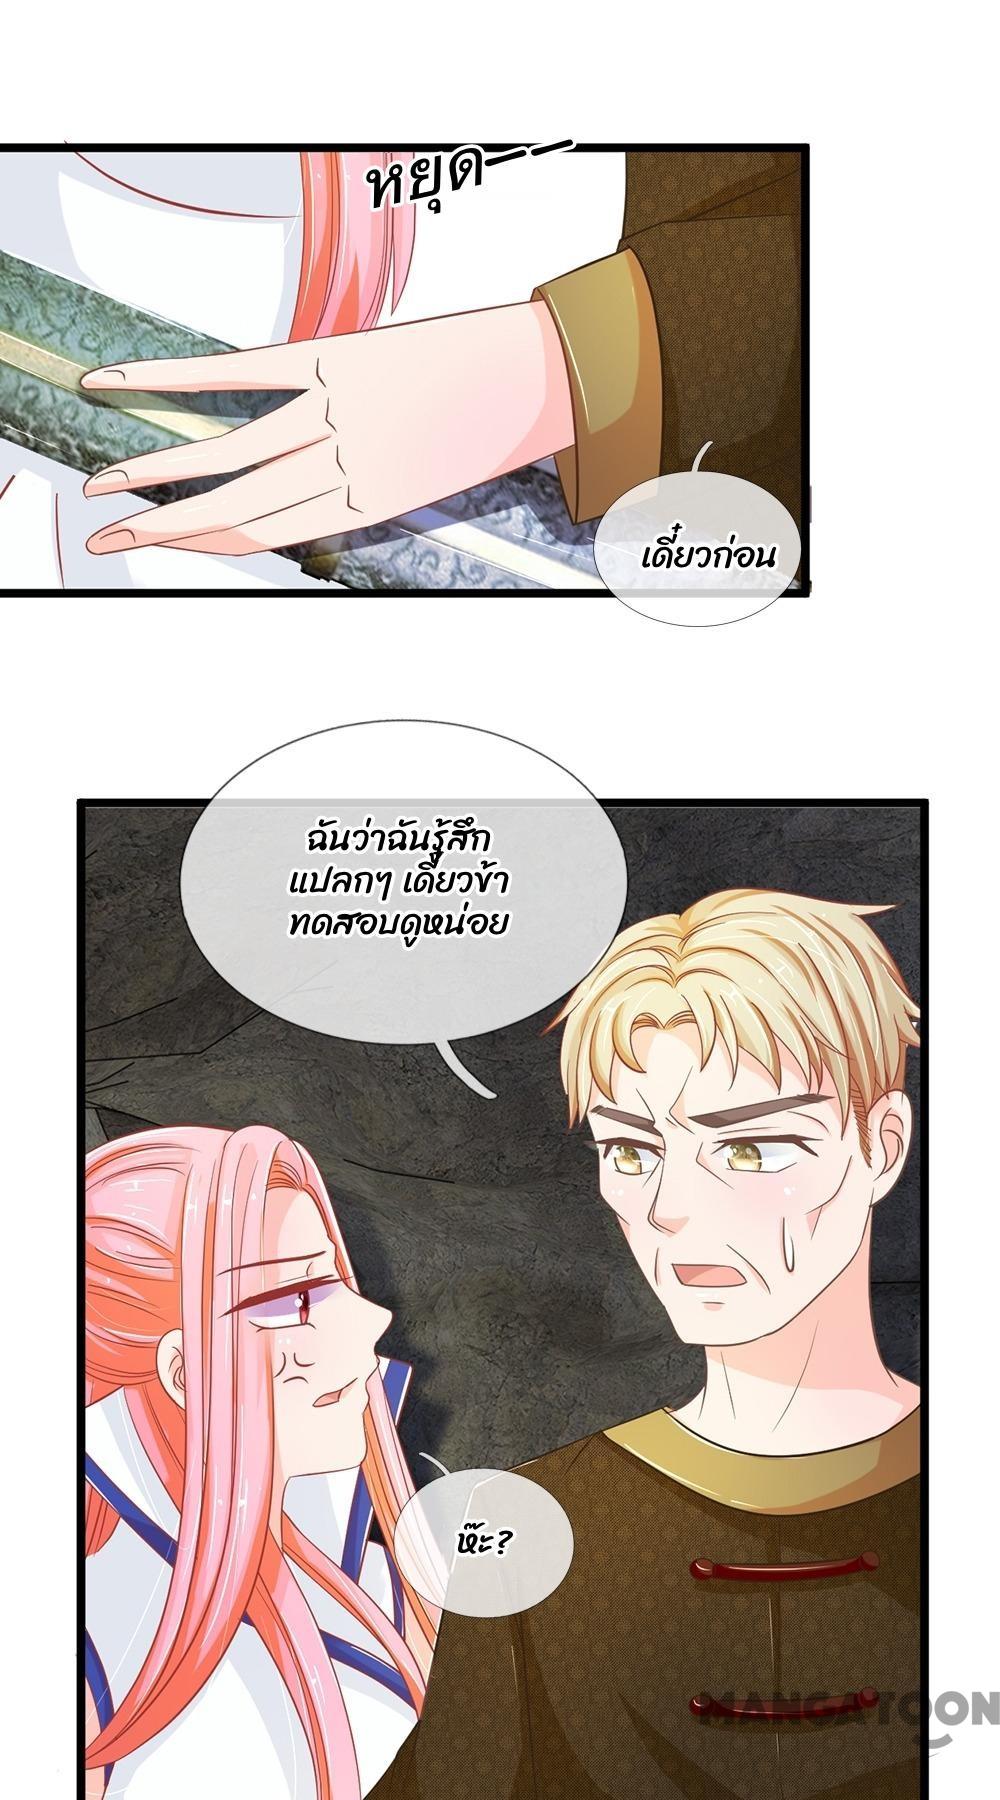 หยุด--
เดี๋ยวก่อน
ฉันว่าฉันรู้สึก
แปลกๆ เดี๋ยวข้า
ทดสอบดูหน่อย
ห๊ะ?
MANGATOON